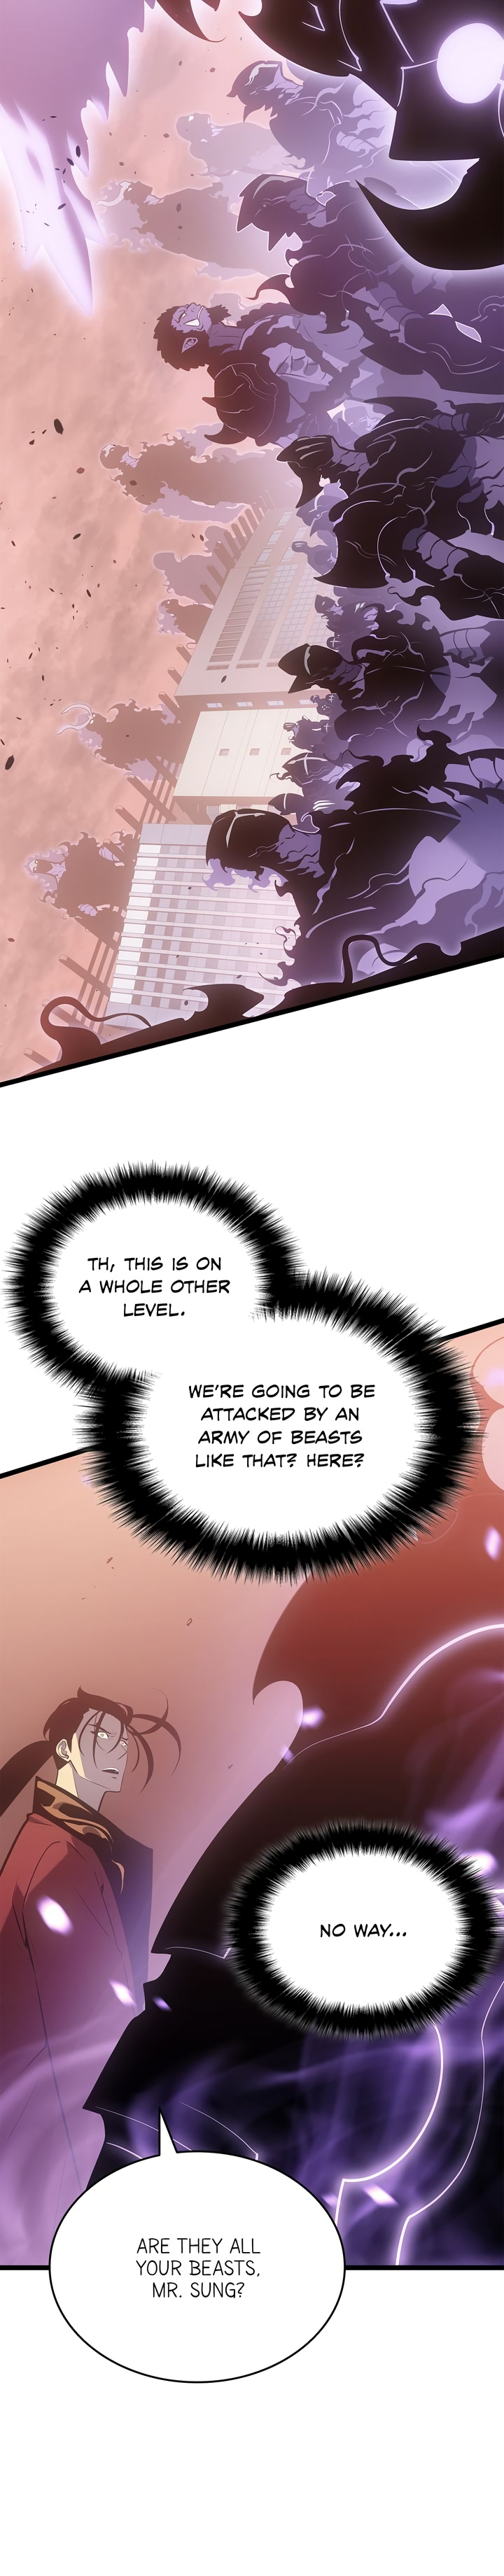 TH, THIS IS ON
A WHOLE OTHER
LEVEL.
WE'RE GOING TO BE
ATTACKED BY AN
ARMY OF BEASTS
LIKE THAT? HERE?
NO WAY...
ARE THEY ALL
YOUR BEASTS,
MR. SUNG?